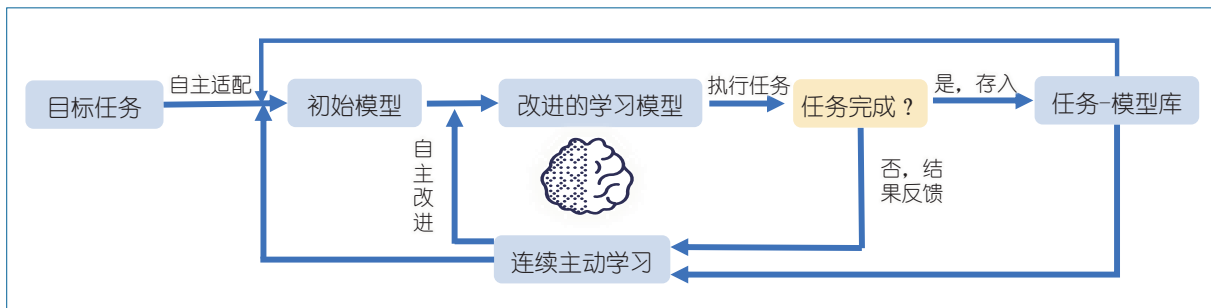 目标任务
自主适配
初始模型
改进的学习模型
执行任务
任务完成？
是，存入
任务-模型库
自
主
改
进
否，结
果反馈
连续主动学习